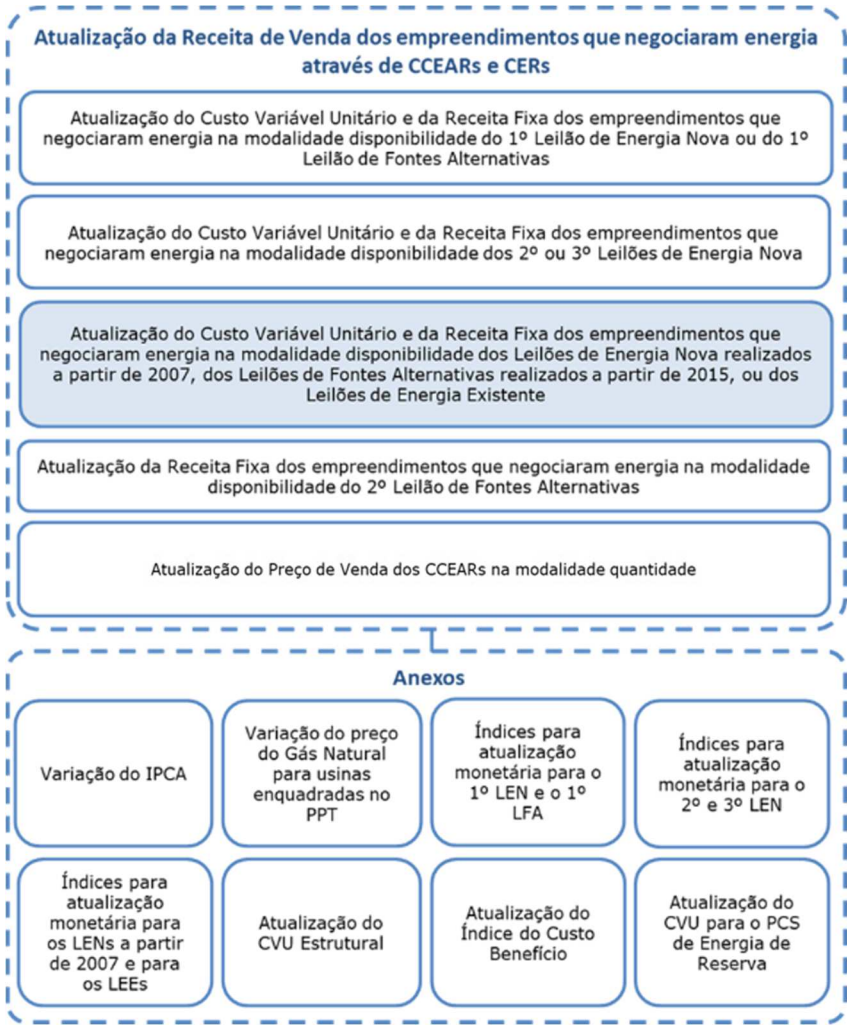 Atualização da Receita de Venda dos empreendimentos que negociaram energia
através de CCEARs e CERs
Atualização do Custo Variável Unitário e da Receita Fixa dos empreendimentos que
negociaram energia na modalidade disponibilidade do 1º Leilão de Energia Nova ou do 1º
Leilão de Fontes Alternativas
Atualização do Custo Variável Unitário e da Receita Fixa dos empreendimentos que
negociaram energia na modalidade disponibilidade dos 2º ou 3º Leilões de Energia Nova
Atualização do Custo Variável Unitário e da Receita Fixa dos empreendimentos que
negociaram energia na modalidade disponibilidade dos Leilões de Energia Nova realizados
a partir de 2007, dos Leilões de Fontes Alternativas realizados a partir de 2015, ou dos
Leilões de Energia Existente
Atualização da Receita Fixa dos empreendimentos que negociaram energia na modalidade
disponibilidade do 2º Leilão de Fontes Alternativas
Atualização do Preço de Venda dos CCEARs na modalidade quantidade
Anexos
Variação do IPCA
Variação do preço
do Gás Natural
para usinas
enquadradas no
PPT
Índices para
atualização
monetária para o
1º LEN e o 1º
LFA
Índices para
atualização
monetária para o
2º e 3º LEN
Índices para
atualização
monetária para
os LENs a partir
de 2007 e para
os LEEs
Atualização do
CVU Estrutural
Atualização do
Índice do Custo
Benefício
Atualização do
CVU para o PCS
de Energia de
Reserva